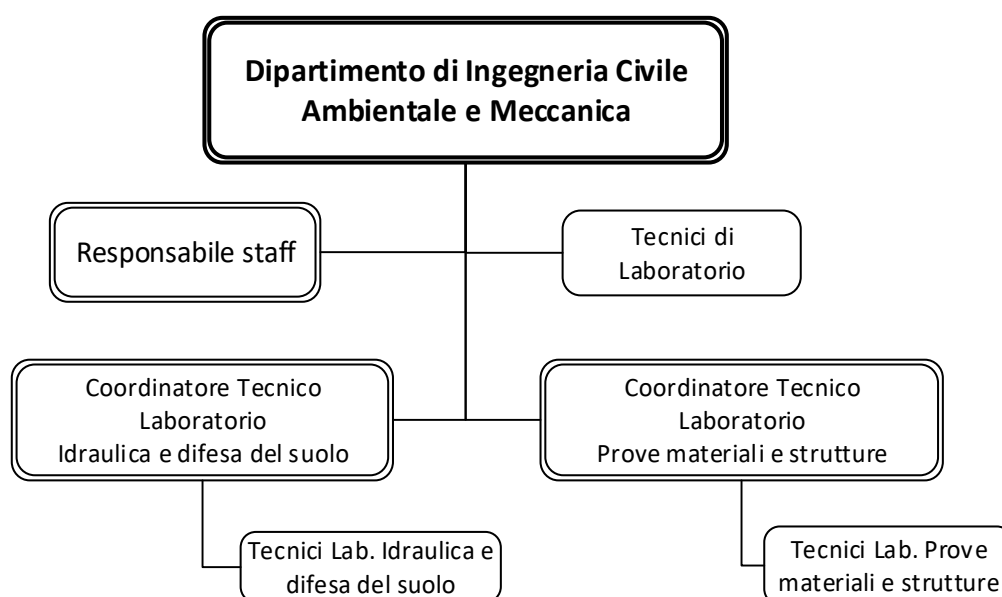 Dipartimento di Ingegneria Civile
Ambientale e Meccanica
Responsabile staff
Tecnici di
Laboratorio
Coordinatore Tecnico
Laboratorio
Idraulica e difesa del suolo
Coordinatore Tecnico
Laboratorio
Prove materiali e strutture
Tecnici Lab. Idraulica e
difesa del suolo
Tecnici Lab. Prove
materiali e strutture